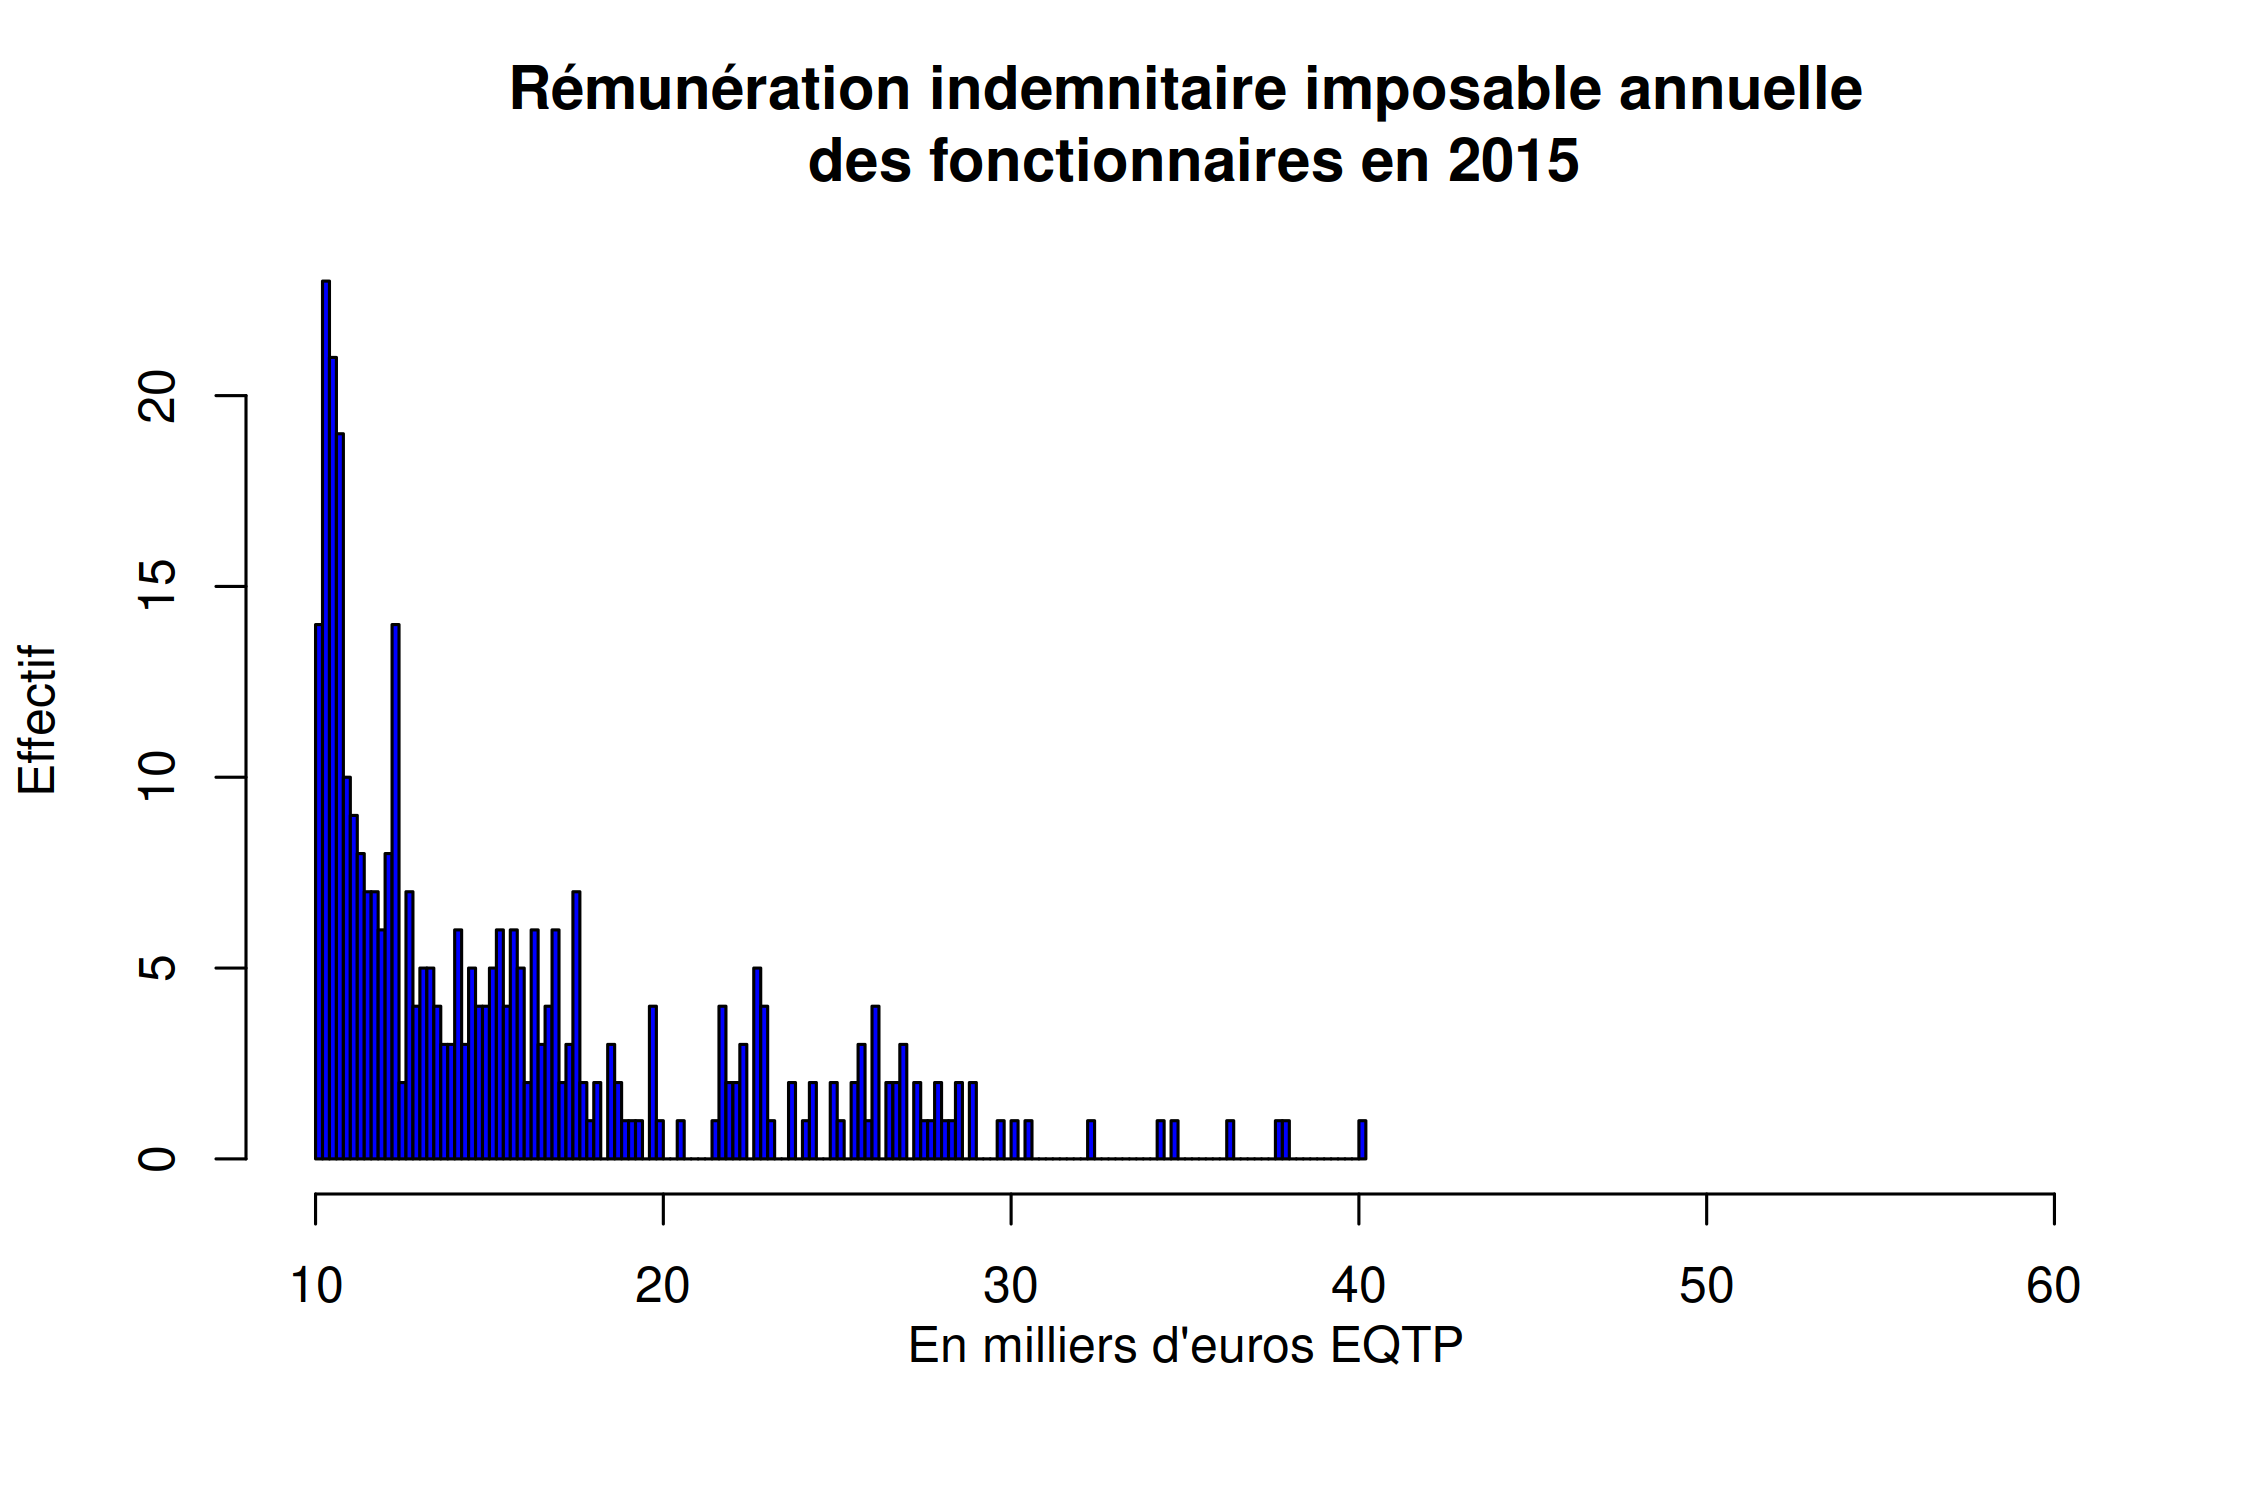 Rémunération indemnitaire imposable annuelle
des fonctionnaires en 2015
Effectif
20
15
10
5
0
10 20 30 40 50 60
En milliers d'euros EQTP